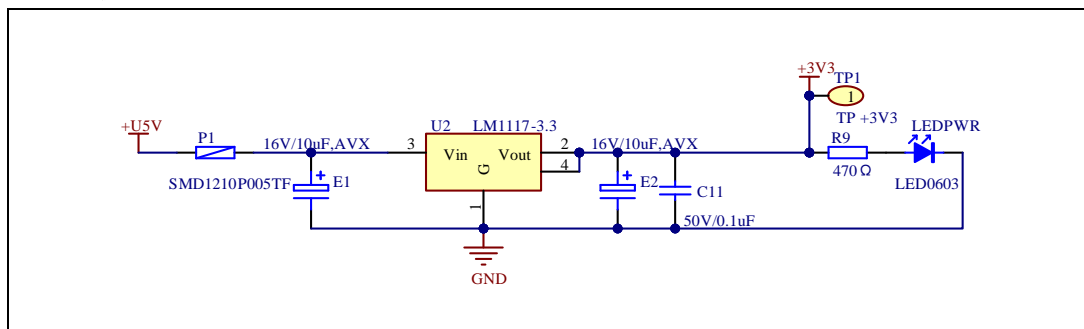 +3V3
TP1
1
TP +3V3
+U5V
P1
SMD1210P005TF
16V/10uF,AVX
E1
U2
LM1117-3.3
3
Vin
G
Vout
2
4
1
GND
16V/10uF,AVX
E2
C11
50V/0.1uF
R9
470Ω
LEDPWR
LED0603